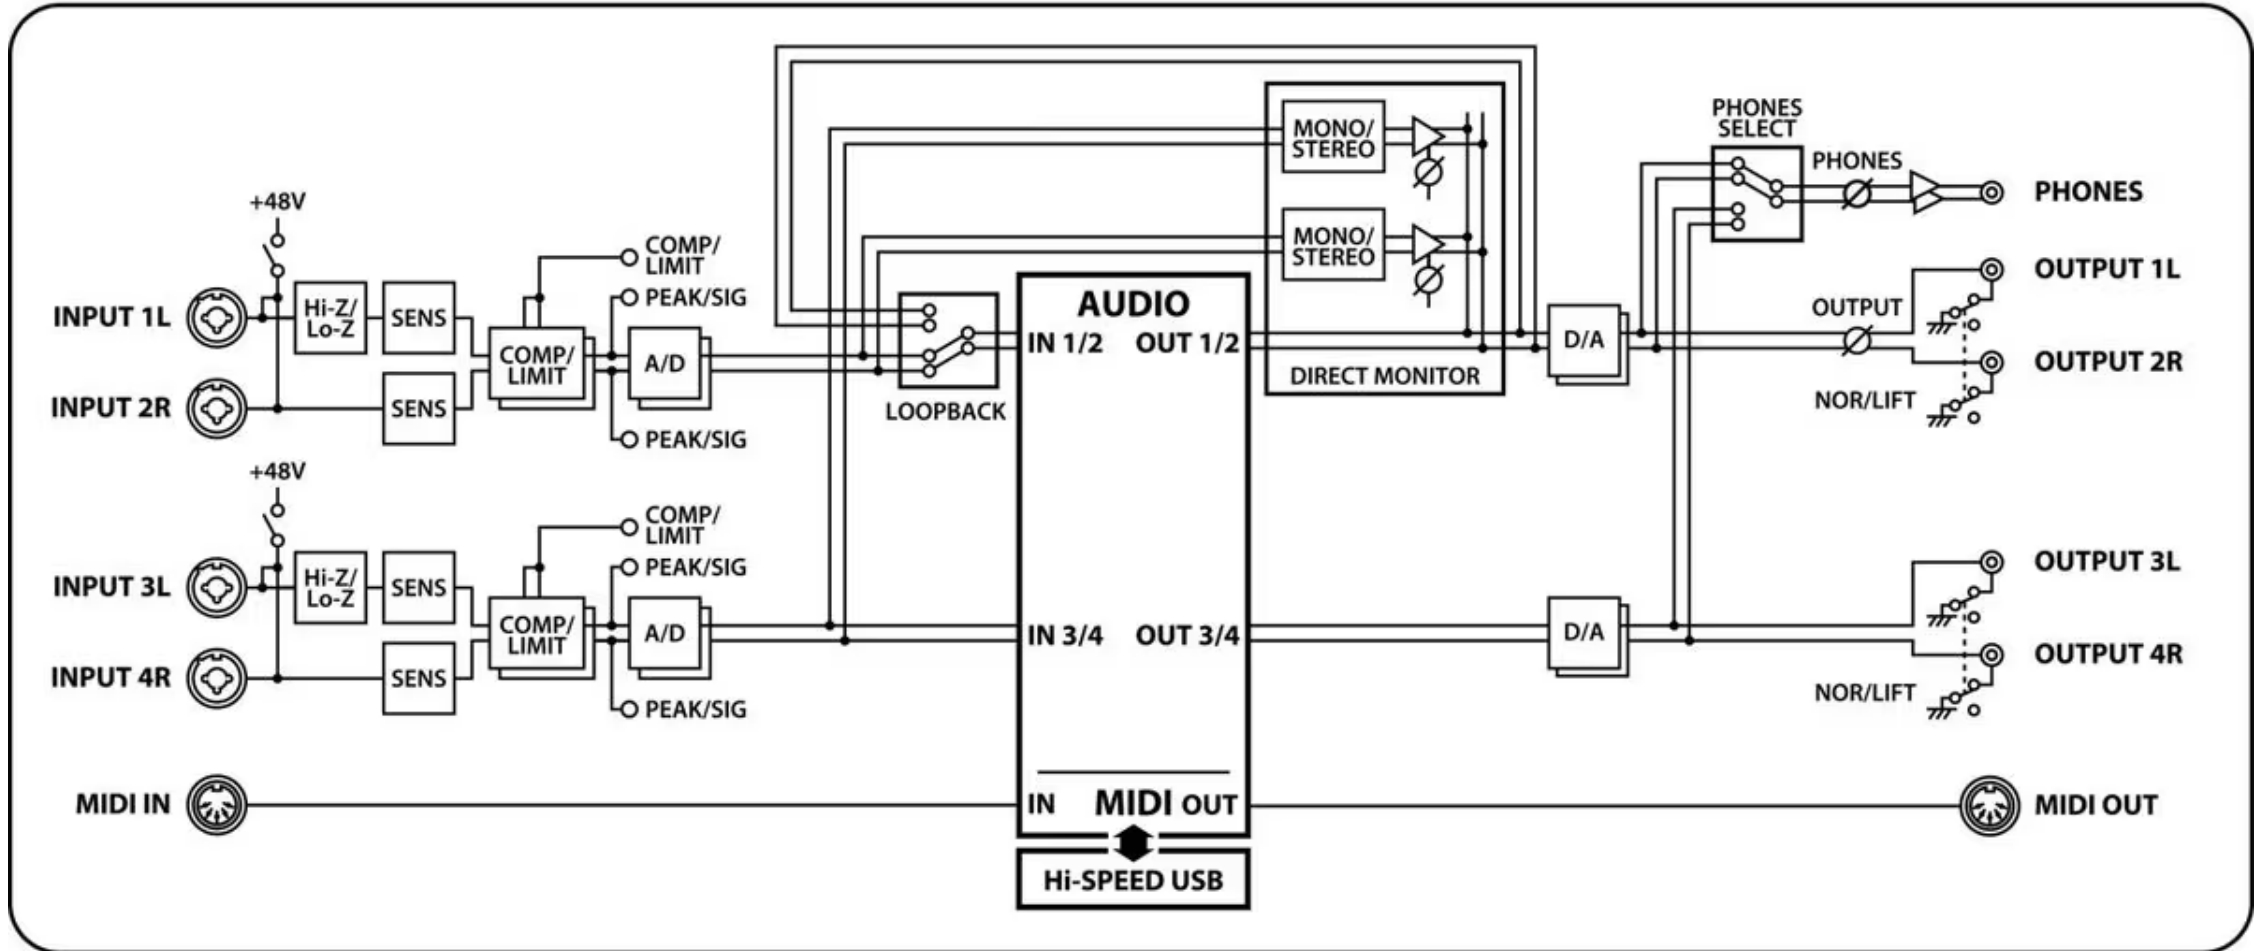 +48V
INPUT 1L
Hi-Z/
Lo-Z
SENS
INPUT 2R
SENS
COMP/
LIMIT
COMP/
LIMIT
PEAK/SIG
A/D
PEAK/SIG
+48V
INPUT 3L
Hi-Z/
Lo-Z
SENS
INPUT 4R
SENS
COMP/
LIMIT
COMP/
LIMIT
PEAK/SIG
A/D
PEAK/SIG
MIDI IN
LOOPBACK
AUDIO
IN 1/2
OUT 1/2
IN 3/4
OUT 3/4
IN
MIDI OUT
Hi-SPEED USB
MONO/
STEREO
MONO/
STEREO
DIRECT MONITOR
D/A
D/A
PHONES
SELECT
PHONES
PHONES
OUTPUT 1L
OUTPUT
OUTPUT 2R
NOR/LIFT
OUTPUT 3L
OUTPUT 4R
NOR/LIFT
MIDI OUT